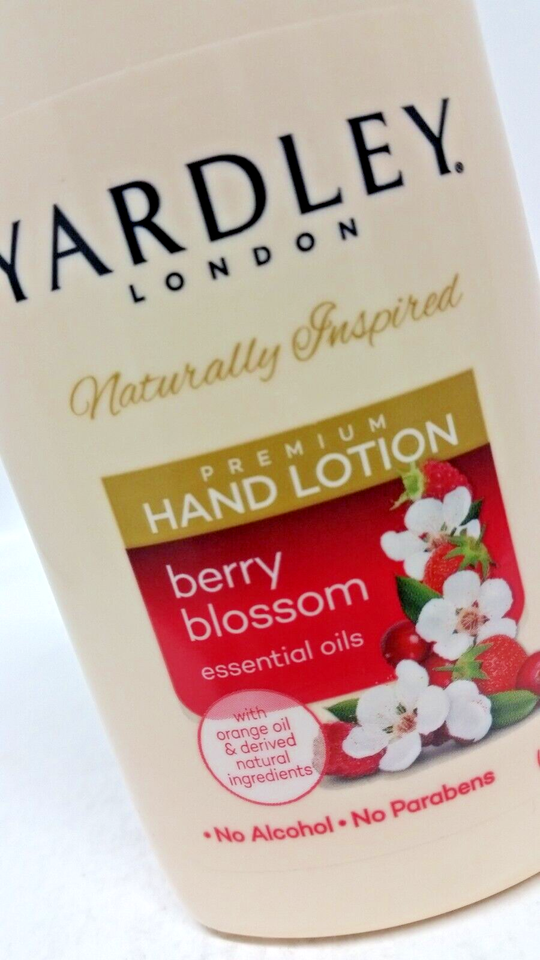 YARDLEY®
LONDON
Naturally Inspired
PREMIUM
HAND LOTION
berry
blossom
essential oils
with
orange oil
& derived
natural
ingredients
• No Alcohol • No Parabens